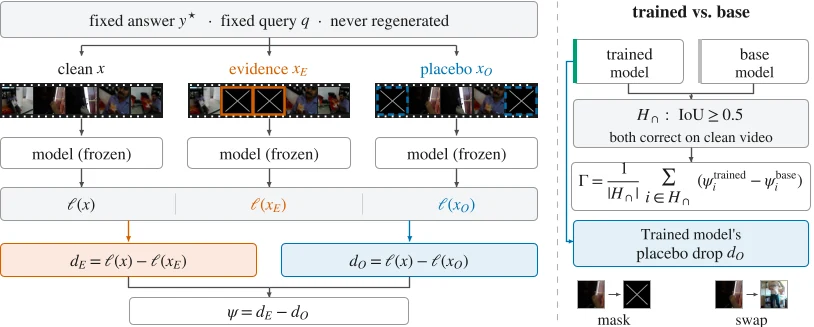 fixed answer y⋆ · fixed query q · never regenerated
clean x
evidence x_E
placebo x_O
model (frozen)
model (frozen)
model (frozen)
ℓ(x)
ℓ(x_E)
ℓ(x_O)
d_E = ℓ(x) − ℓ(x_E)
d_O = ℓ(x) − ℓ(x_O)
ψ = d_E − d_O
trained vs. base
trained
model
base
model
H_∩ : IoU ≥ 0.5
both correct on clean video
Γ = 1/|H_∩| ∑_{i ∈ H_∩} (ψ_i^trained − ψ_i^base)
Trained model's
placebo drop d_O
mask
swap